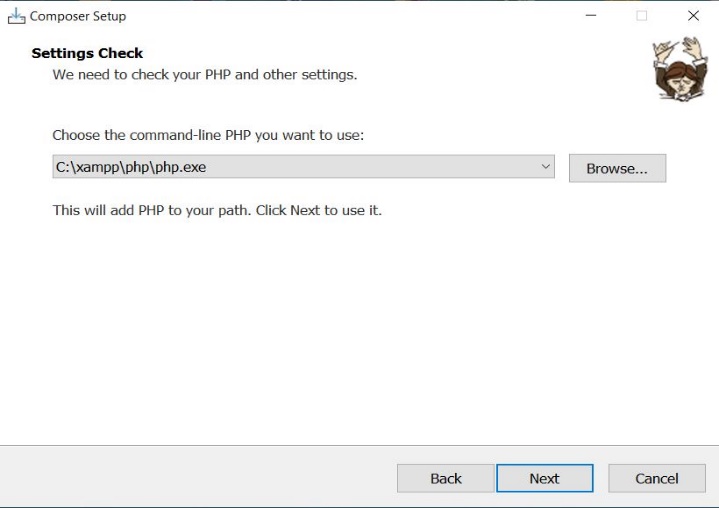 Composer Setup
Settings Check
We need to check your PHP and other settings.
Choose the command-line PHP you want to use:
C:\xampp\php\php.exe
Browse...
This will add PHP to your path. Click Next to use it.
Back
Next
Cancel